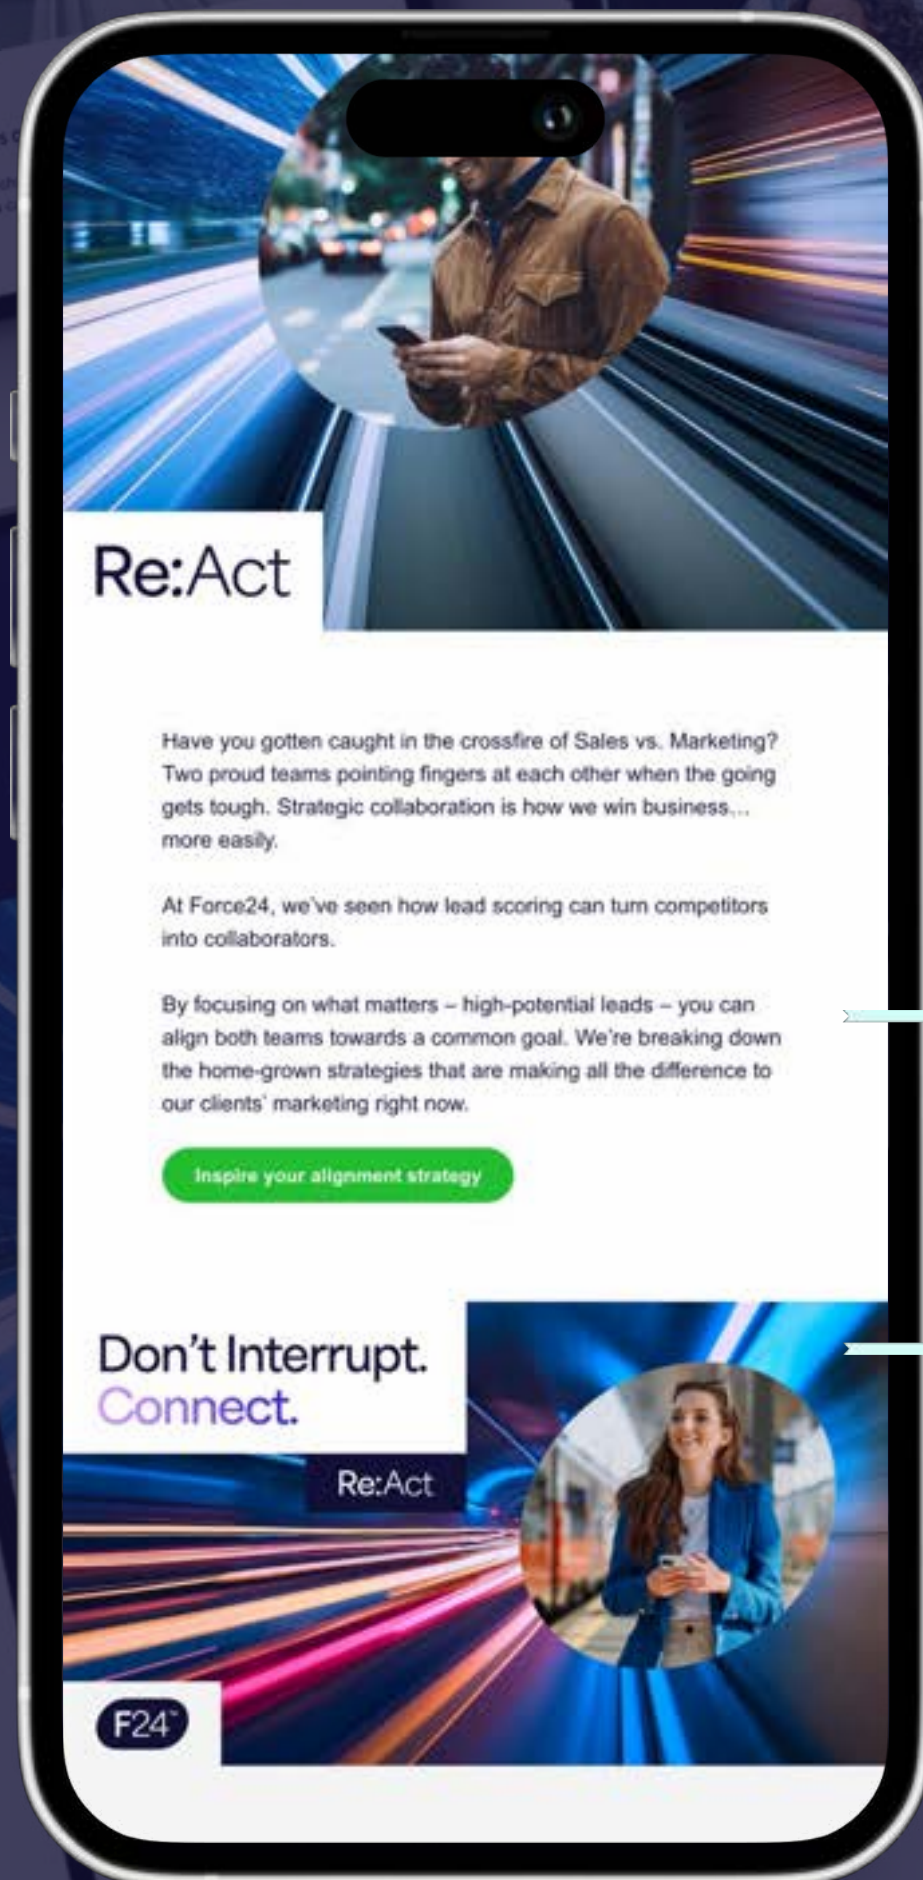 Re:Act
Have you gotten caught in the crossfire of Sales vs. Marketing?
Two proud teams pointing fingers at each other when the going
gets tough. Strategic collaboration is how we win business...
more easily.
At Force24, we've seen how lead scoring can turn competitors
into collaborators.
By focusing on what matters – high-potential leads – you can
align both teams towards a common goal. We're breaking down
the home-grown strategies that are making all the difference to
our clients' marketing right now.
Inspire your alignment strategy
Don't Interrupt.
Connect.
Re:Act
F24™